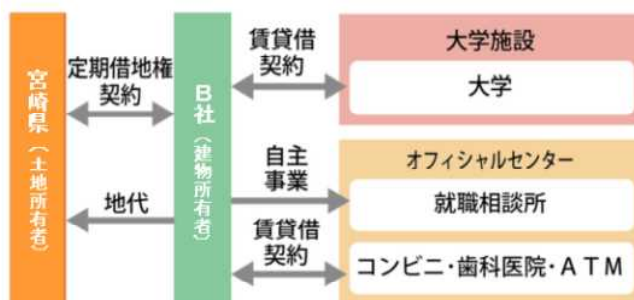 宮崎県（土地所有者）
定期借地権
契約
地代
Ｂ社（建物所有者）
賃貸借
契約
大学施設
大学
自主
事業
オフィシャルセンター
就職相談所
賃貸借
契約
コンビニ・歯科医院・ＡＴＭ